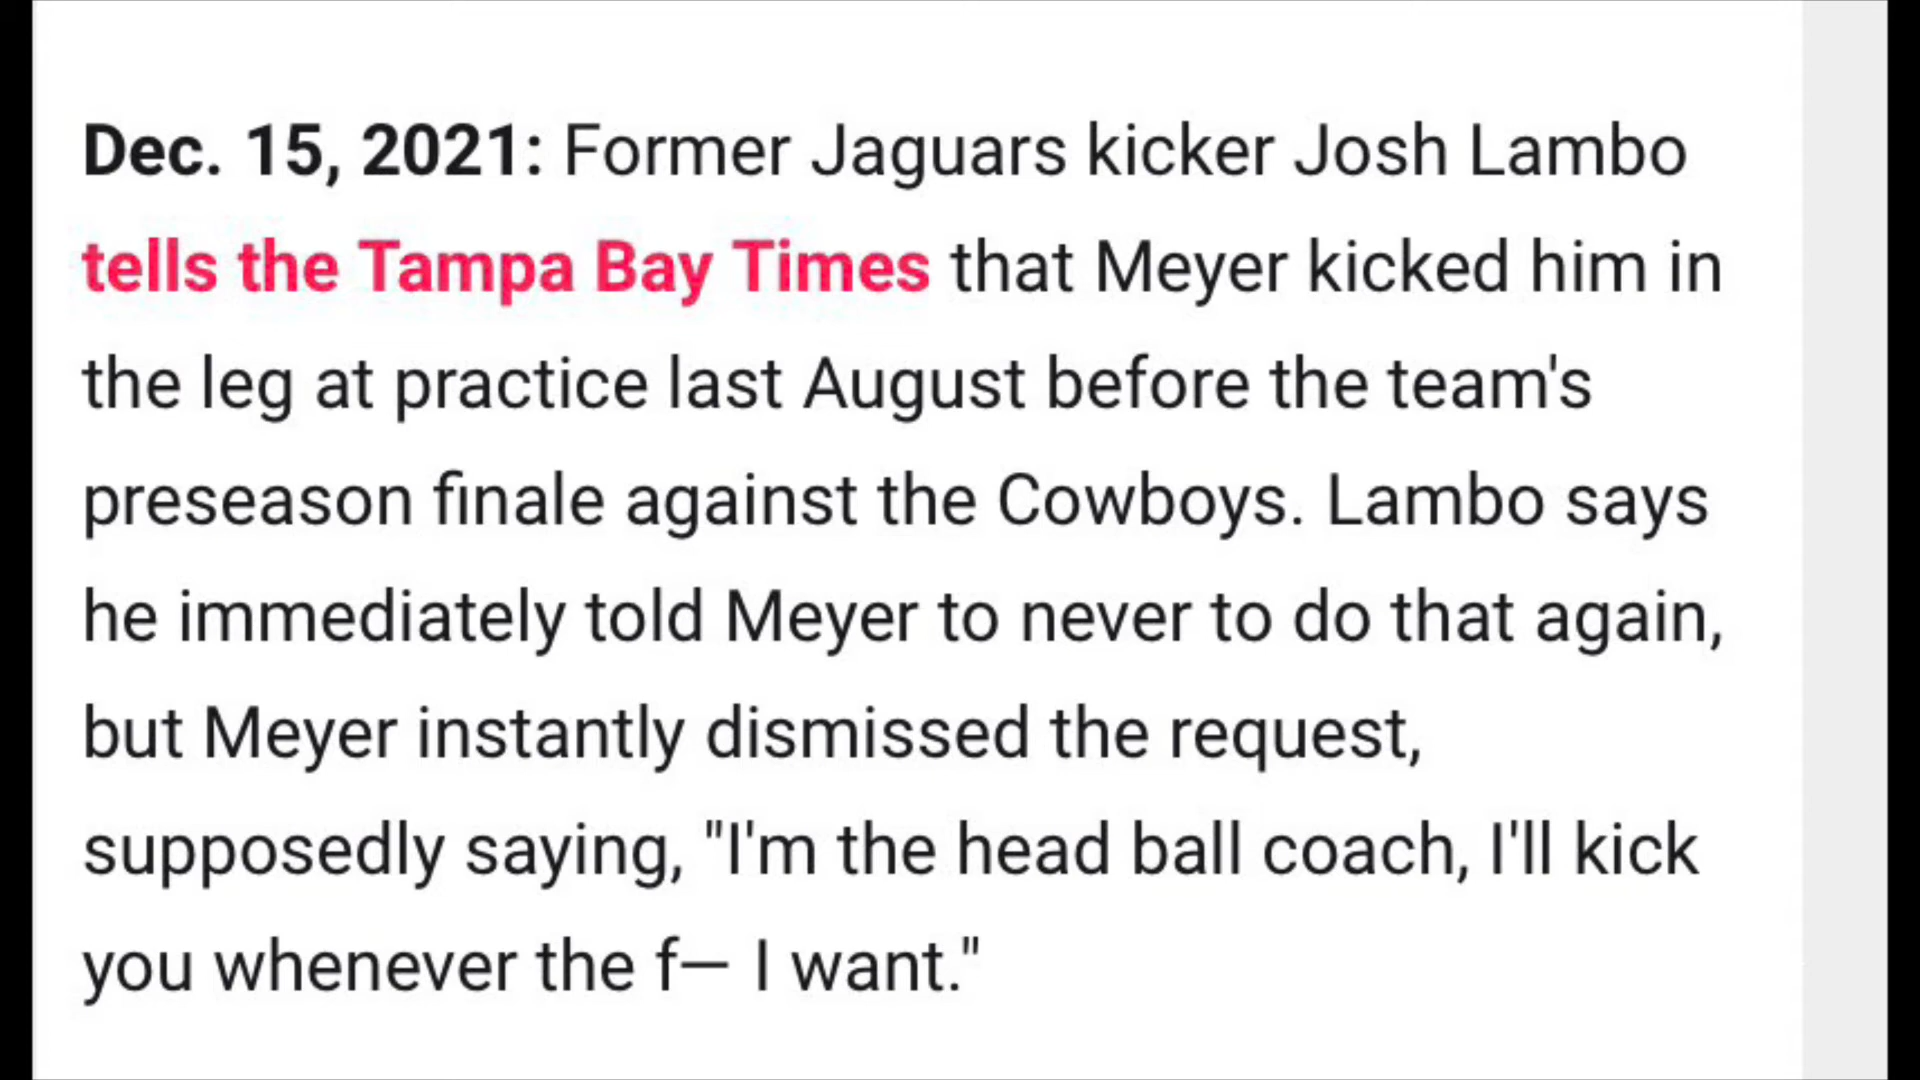 Dec. 15, 2021: Former Jaguars kicker Josh Lambo
tells the Tampa Bay Times that Meyer kicked him in
the leg at practice last August before the team's
preseason finale against the Cowboys. Lambo says
he immediately told Meyer to never to do that again,
but Meyer instantly dismissed the request,
supposedly saying, "I'm the head ball coach, I'll kick
you whenever the f— I want."